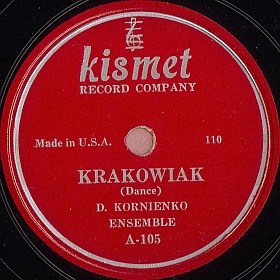 kismet
RECORD COMPANY
Made in U.S.A.
110
KRAKOWIAK
(Dance)
D. KORNIENKO
ENSEMBLE
A-105